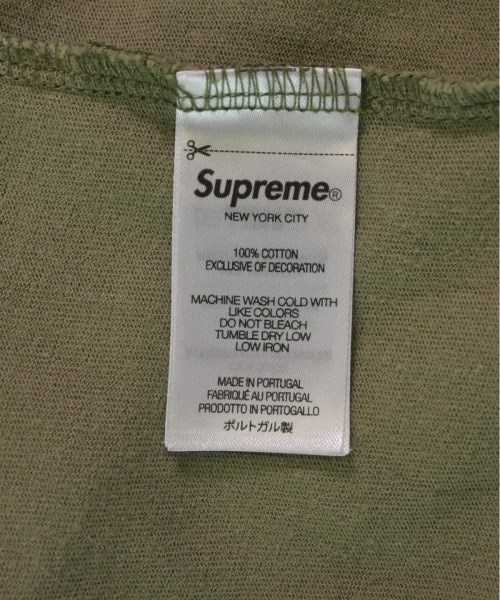 Supreme®
NEW YORK CITY
100% COTTON
EXCLUSIVE OF DECORATION
MACHINE WASH COLD WITH
LIKE COLORS
DO NOT BLEACH
TUMBLE DRY LOW
LOW IRON
MADE IN PORTUGAL
FABRIQUÉ AU PORTUGAL
PRODOTTO IN PORTOGALLO
ポルトガル製